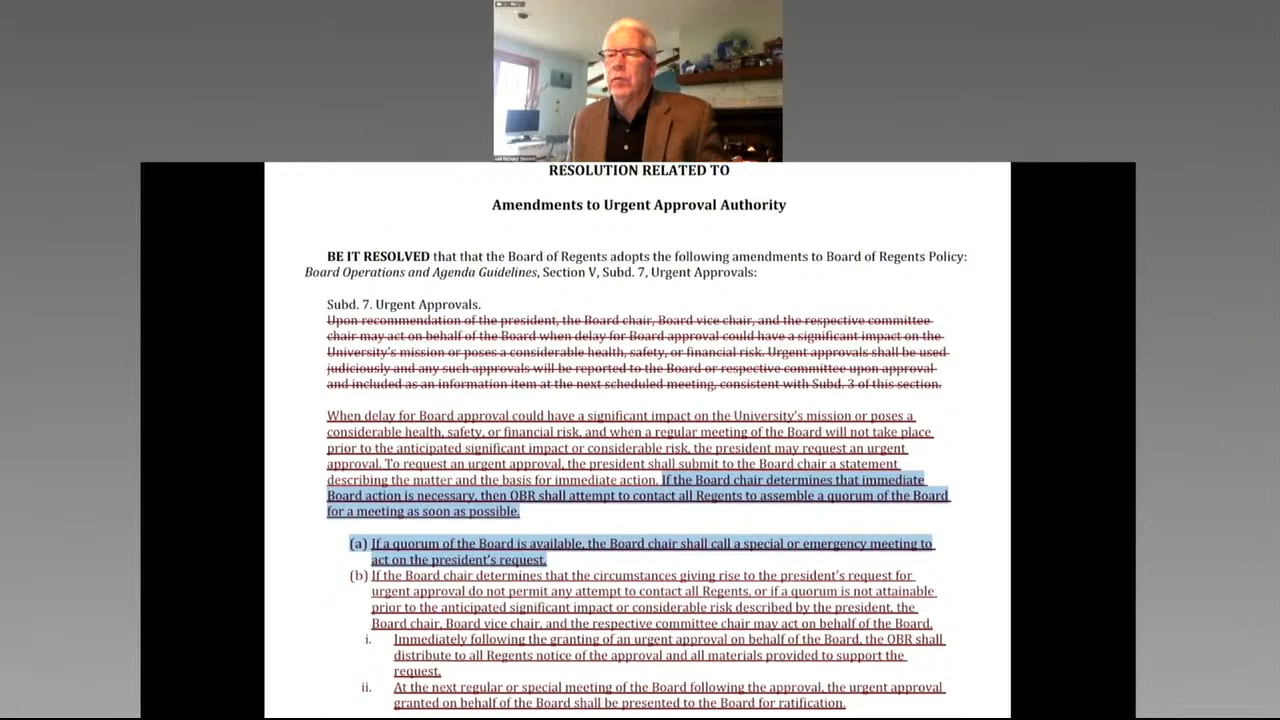 RESOLUTION RELATED TO
Amendments to Urgent Approval Authority
BE IT RESOLVED that that the Board of Regents adopts the following amendments to Board of Regents Policy:
Board Operations and Agenda Guidelines, Section V, Subd. 7, Urgent Approvals:
Subd. 7. Urgent Approvals.
Upon recommendation of the president, the Board chair, Board vice chair, and the respective committee
chair may act on behalf of the Board when delay for Board approval could have a significant impact on the
University's mission or poses a considerable health, safety, or financial risk. Urgent approvals shall be used
judiciously and any such approvals will be reported to the Board or respective committee upon approval
and included as an information item at the next scheduled meeting, consistent with Subd. 3 of this section.
When delay for Board approval could have a significant impact on the University's mission or poses a
considerable health, safety, or financial risk, and when a regular meeting of the Board will not take place
prior to the anticipated significant impact or considerable risk, the president may request an urgent
approval. To request an urgent approval, the president shall submit to the Board chair a statement
describing the matter and the basis for immediate action. If the Board chair determines that immediate
Board action is necessary, then OBR shall attempt to contact all Regents to assemble a quorum of the Board
for a meeting as soon as possible.
(a) If a quorum of the Board is available, the Board chair shall call a special or emergency meeting to
act on the president's request.
(b) If the Board chair determines that the circumstances giving rise to the president's request for
urgent approval do not permit any attempt to contact all Regents, or if a quorum is not attainable
prior to the anticipated significant impact or considerable risk described by the president, the
Board chair, Board vice chair, and the respective committee chair may act on behalf of the Board.
i. Immediately following the granting of an urgent approval on behalf of the Board, the OBR shall
distribute to all Regents notice of the approval and all materials provided to support the
request.
ii. At the next regular or special meeting of the Board following the approval, the urgent approval
granted on behalf of the Board shall be presented to the Board for ratification.